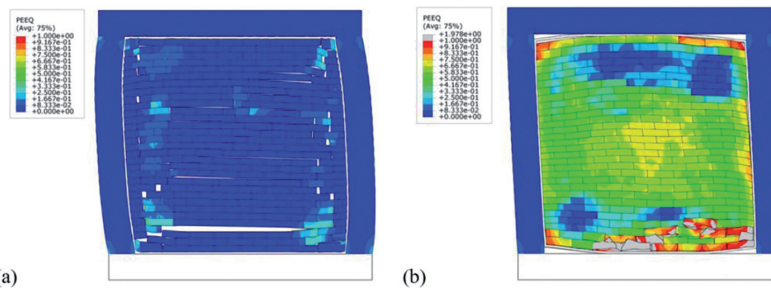 PEEQ
(Avg: 75%)
+1.000e+00
+9.167e-01
+8.333e-01
+7.500e-01
+6.667e-01
+5.833e-01
+5.000e-01
+4.167e-01
+3.333e-01
+2.500e-01
+1.667e-01
+8.333e-02
+0.000e+00
(a)
PEEQ
(Avg: 75%)
+1.978e+00
+1.000e+00
+9.167e-01
+8.333e-01
+7.500e-01
+6.667e-01
+5.833e-01
+5.000e-01
+4.167e-01
+3.333e-01
+2.500e-01
+1.667e-01
+8.333e-02
+0.000e+00
(b)